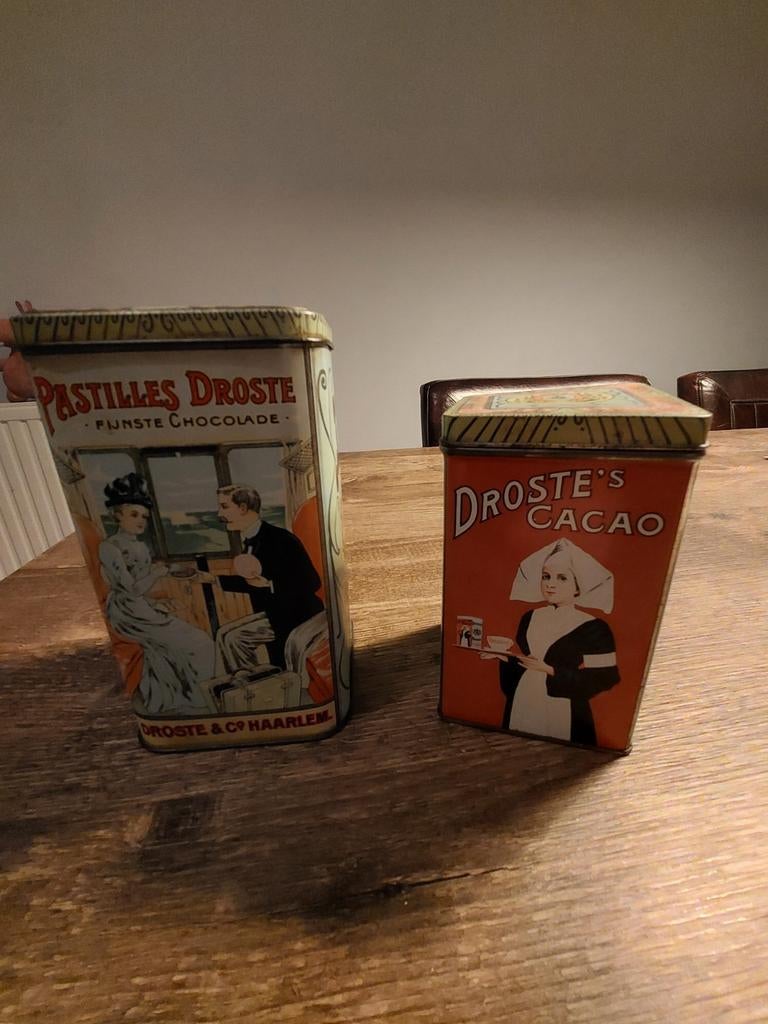 PASTILLES DROSTE
· FIJNSTE CHOCOLADE ·
DROSTE & Co HAARLEM.
DROSTE'S
CACAO